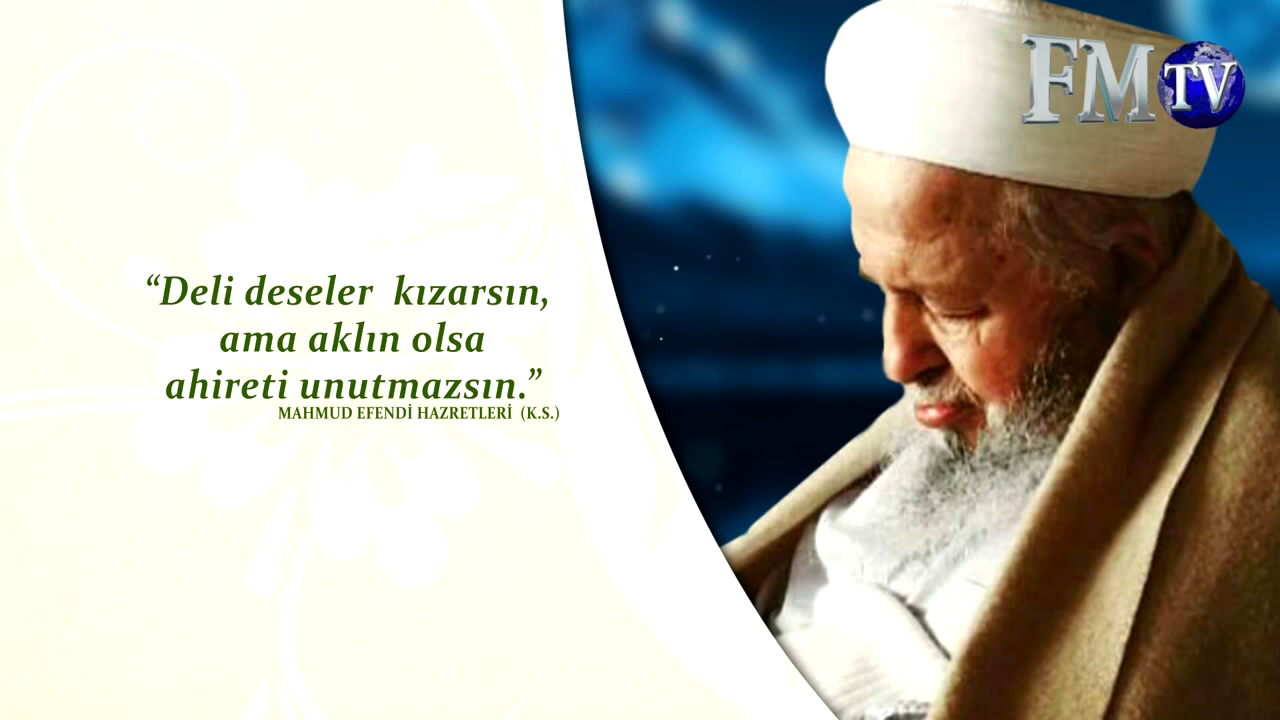 “Deli deseler kızarsın,
ama aklın olsa
ahireti unutmazsın.”
MAHMUD EFENDİ HAZRETLERİ (K.S.)
FM TV